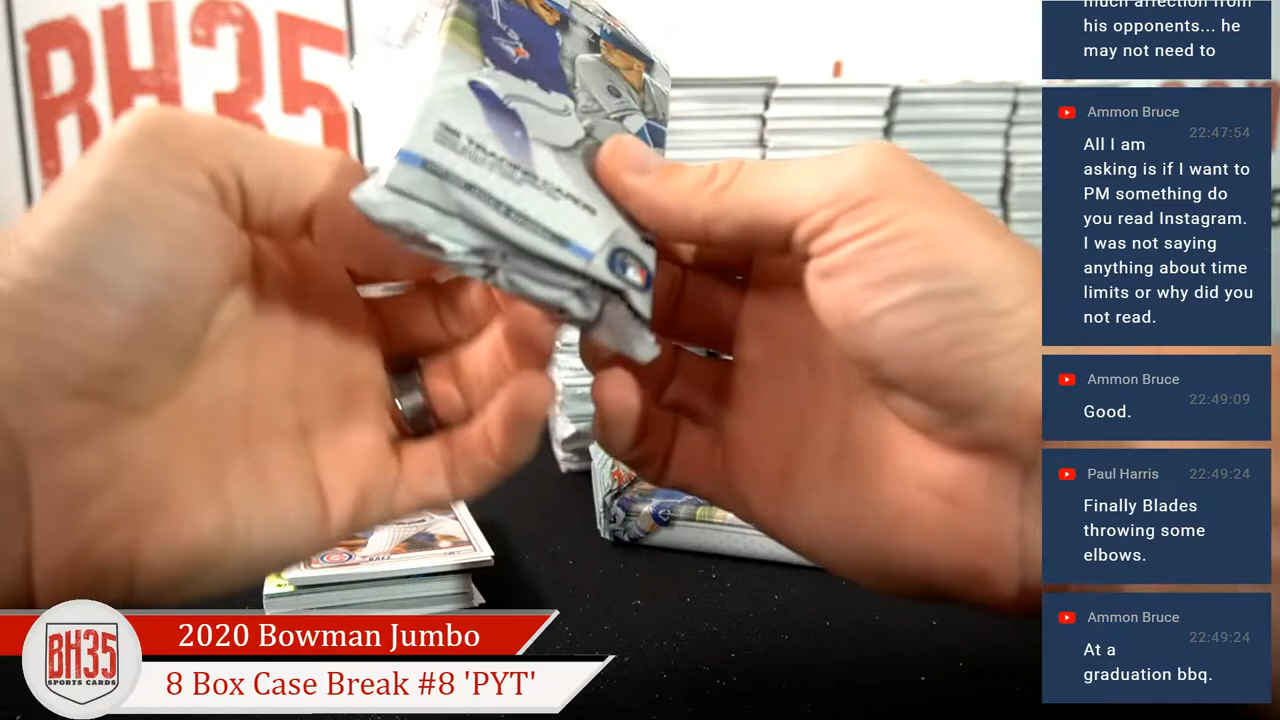 BH35
much affection from
his opponents... he
may not need to
Ammon Bruce
22:47:54
All I am
asking is if I want to
PM something do
you read Instagram.
I was not saying
anything about time
limits or why did you
not read.
Ammon Bruce
22:49:09
Good.
Paul Harris 22:49:24
Finally Blades
throwing some
elbows.
Ammon Bruce
22:49:24
At a
graduation bbq.
BH35
SPORTS CARDS
2020 Bowman Jumbo
8 Box Case Break #8 'PYT'